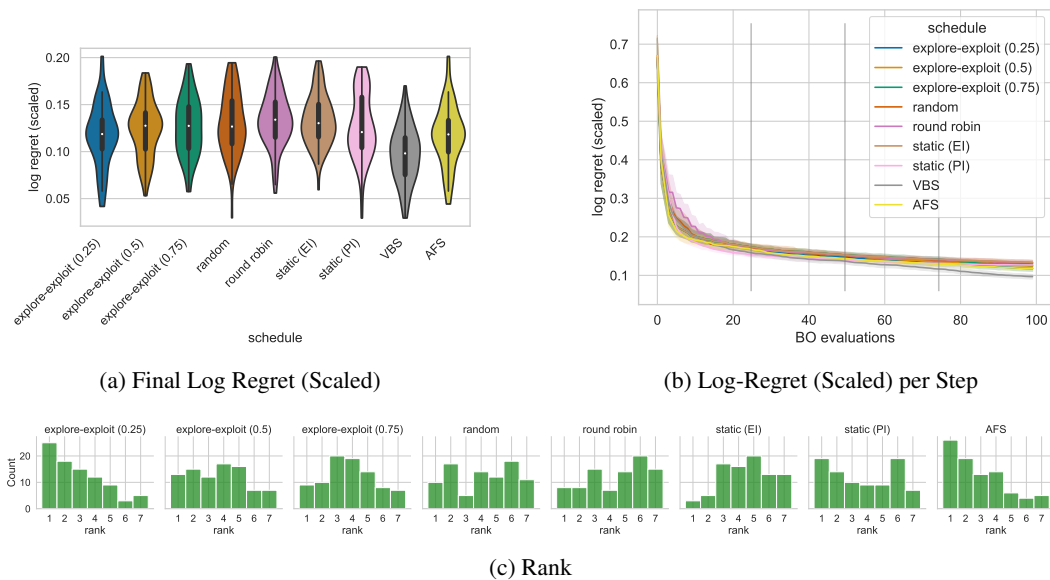 0.20
0.15
0.10
0.05
log regret (scaled)
explore-exploit (0.25)
explore-exploit (0.5)
explore-exploit (0.75)
random
round robin
static (EI)
static (PI)
VBS
AFS
schedule
(a) Final Log Regret (Scaled)
0.7
0.6
0.5
0.4
0.3
0.2
0.1
log regret (scaled)
0 20 40 60 80 100
BO evaluations
schedule
explore-exploit (0.25)
explore-exploit (0.5)
explore-exploit (0.75)
random
round robin
static (EI)
static (PI)
VBS
AFS
(b) Log-Regret (Scaled) per Step
explore-exploit (0.25) explore-exploit (0.5) explore-exploit (0.75) random round robin static (EI) static (PI) AFS
20
10
0
Count
1 2 3 4 5 6 7 1 2 3 4 5 6 7 1 2 3 4 5 6 7 1 2 3 4 5 6 7 1 2 3 4 5 6 7 1 2 3 4 5 6 7 1 2 3 4 5 6 7 1 2 3 4 5 6 7
rank rank rank rank rank rank rank rank
(c) Rank